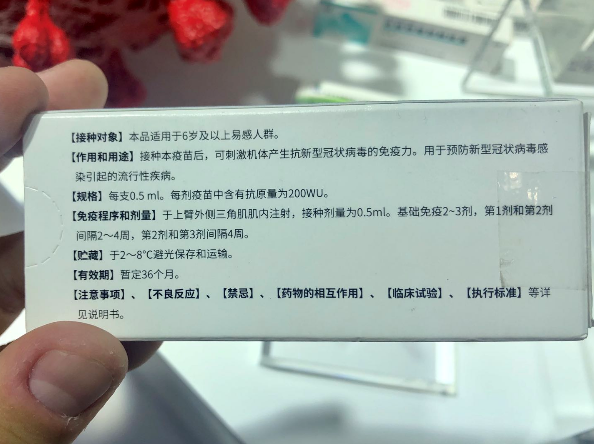 【接种对象】本品适用于6岁及以上易感人群。
【作用和用途】接种本疫苗后，可刺激机体产生抗新型冠状病毒的免疫力。用于预防新型冠状病毒感
染引起的流行性疾病。
【规格】每支0.5 ml。每剂疫苗中含有抗原量为200WU。
【免疫程序和剂量】于上臂外侧三角肌肌内注射，接种剂量为0.5ml。基础免疫2~3剂，第1剂和第2剂
间隔2～4周，第2剂和第3剂间隔4周。
【贮藏】于2～8℃避光保存和运输。
【有效期】暂定36个月。
【注意事项】、【不良反应】、【禁忌】、【药物的相互作用】、【临床试验】、【执行标准】等详
见说明书。